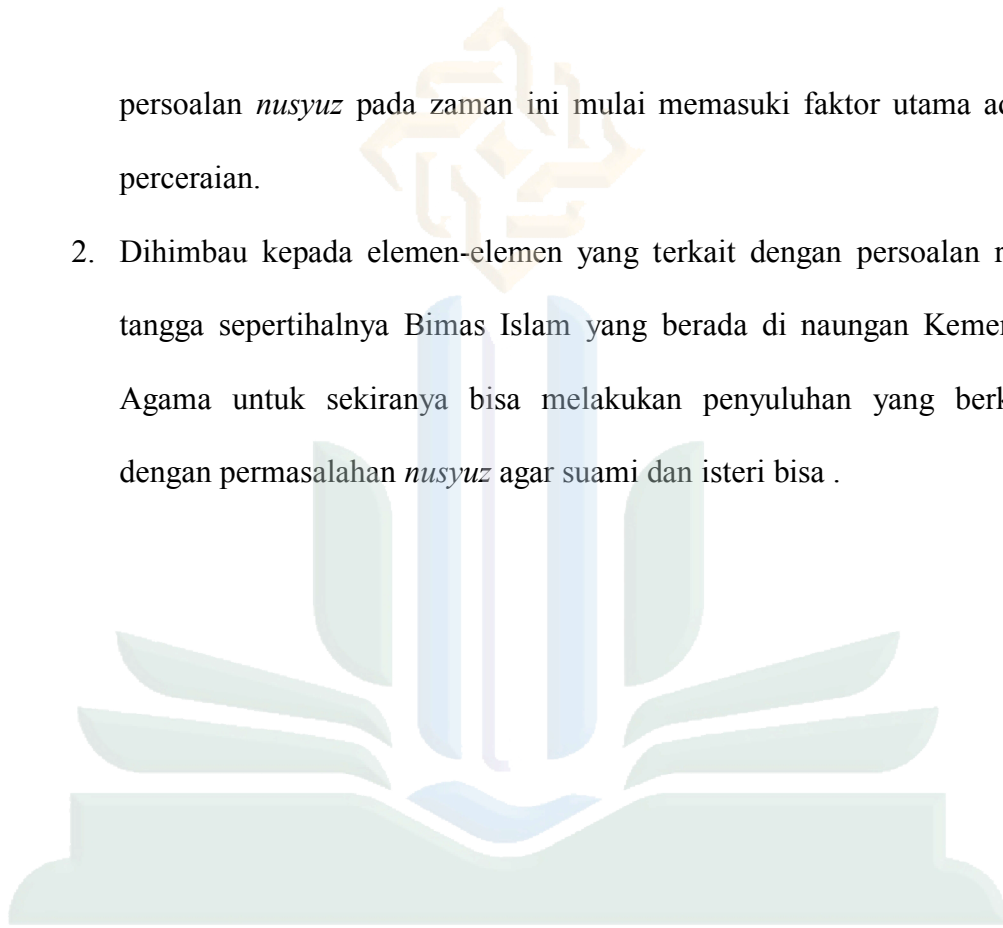 persoalan nusyuz pada zaman ini mulai memasuki faktor utama
perceraian.
2. Dihimbau kepada elemen-elemen yang terkait dengan persoalan
tangga sepertihalnya Bimas Islam yang berada di naungan
Agama untuk sekiranya bisa melakukan penyuluhan yang
dengan permasalahan nusyuz agar suami dan isteri bisa .